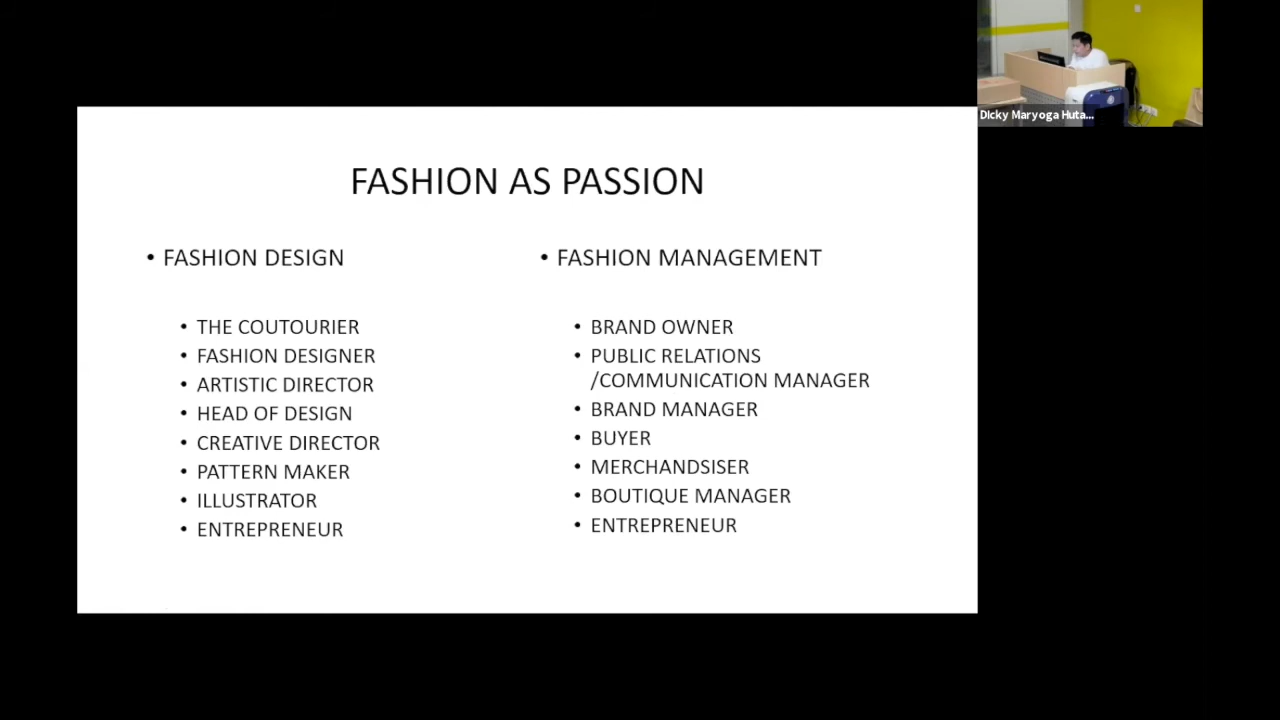 Dicky Maryoga Huta...
FASHION AS PASSION
• FASHION DESIGN
• THE COUTOURIER
• FASHION DESIGNER
• ARTISTIC DIRECTOR
• HEAD OF DESIGN
• CREATIVE DIRECTOR
• PATTERN MAKER
• ILLUSTRATOR
• ENTREPRENEUR
• FASHION MANAGEMENT
• BRAND OWNER
• PUBLIC RELATIONS
/COMMUNICATION MANAGER
• BRAND MANAGER
• BUYER
• MERCHANDSISER
• BOUTIQUE MANAGER
• ENTREPRENEUR